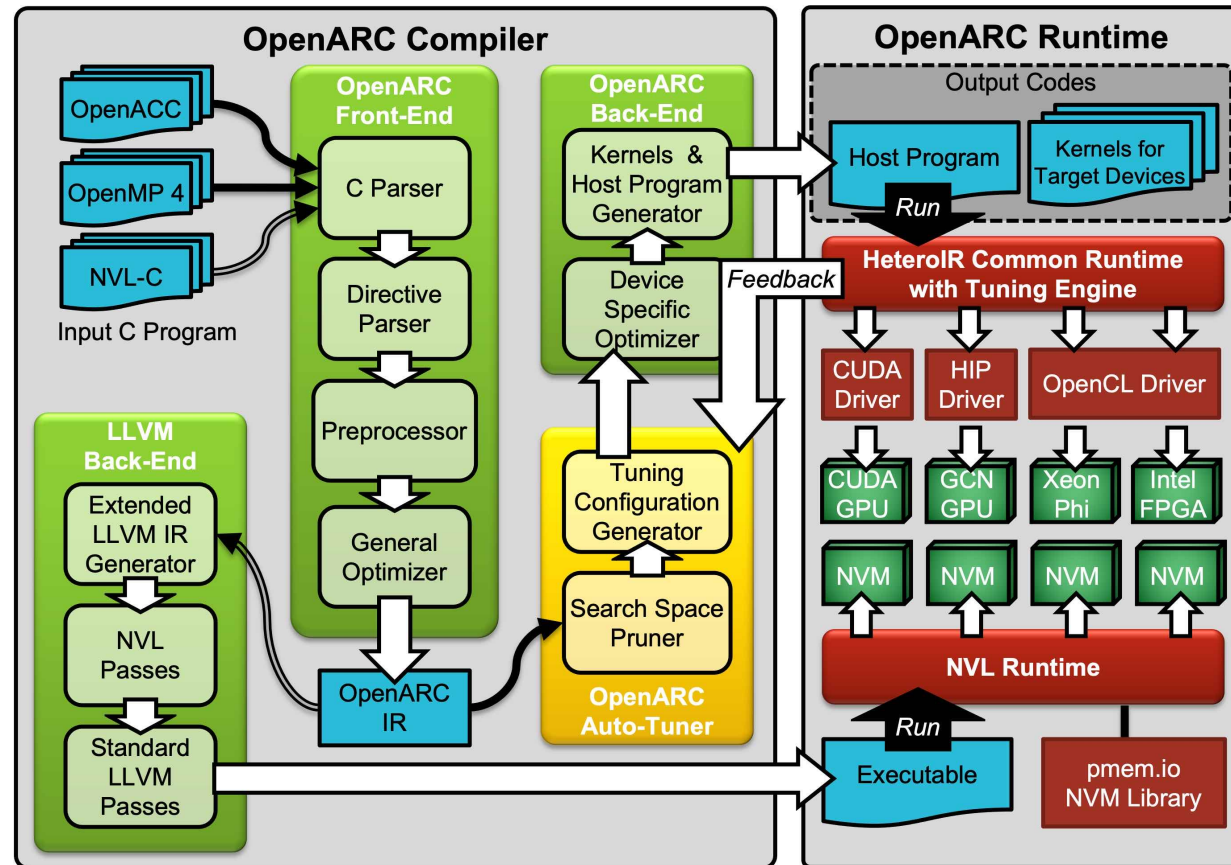 OpenARC Compiler
OpenACC
OpenMP 4
NVL-C
Input C Program
OpenARC
Front-End
C Parser
Directive
Parser
Preprocessor
General
Optimizer
OpenARC
IR
LLVM
Back-End
Extended
LLVM IR
Generator
NVL
Passes
Standard
LLVM
Passes
OpenARC
Back-End
Kernels &
Host Program
Generator
Device
Specific
Optimizer
Feedback
Tuning
Configuration
Generator
Search Space
Pruner
OpenARC
Auto-Tuner
OpenARC Runtime
Output Codes
Host Program
Kernels for
Target Devices
Run
HeteroIR Common Runtime
with Tuning Engine
CUDA
Driver
HIP
Driver
OpenCL Driver
CUDA
GPU
GCN
GPU
Xeon
Phi
Intel
FPGA
NVM
NVM
NVM
NVM
NVL Runtime
Run
Executable
pmem.io
NVM Library